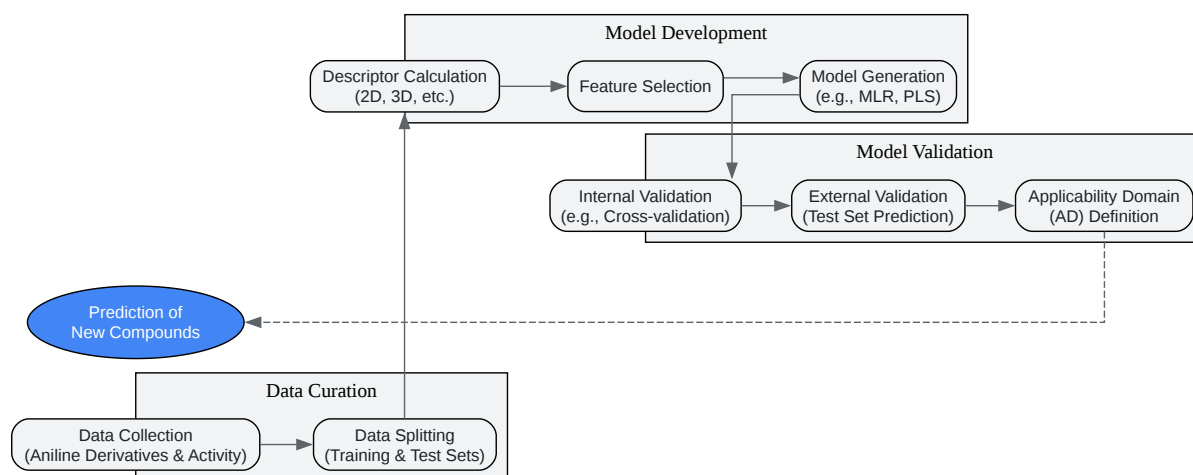 Model Development
Descriptor Calculation
(2D, 3D, etc.)
Feature Selection
Model Generation
(e.g., MLR, PLS)
Model Validation
Internal Validation
(e.g., Cross-validation)
External Validation
(Test Set Prediction)
Applicability Domain
(AD) Definition
Prediction of
New Compounds
Data Curation
Data Collection
(Aniline Derivatives & Activity)
Data Splitting
(Training & Test Sets)